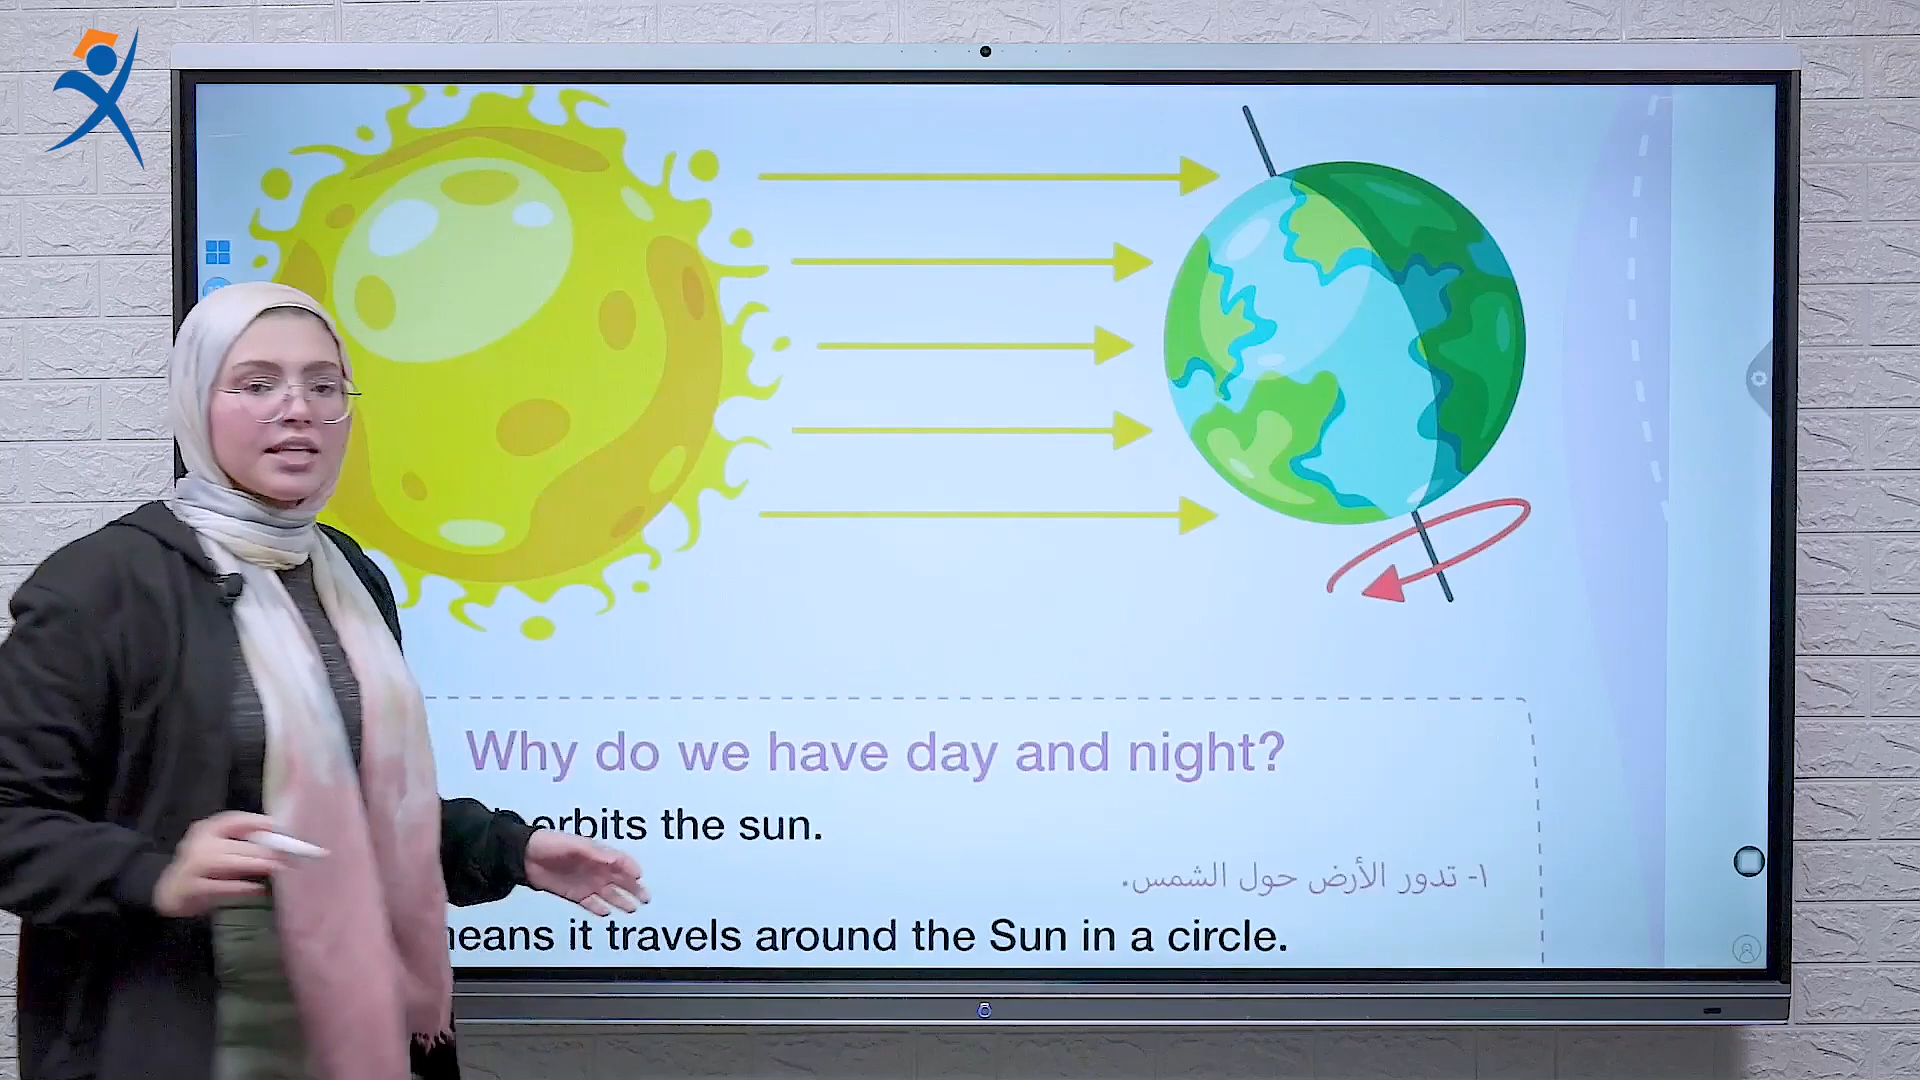 Why do we have day and night?
orbits the sun.
١- تدور الأرض حول الشمس.
means it travels around the Sun in a circle.